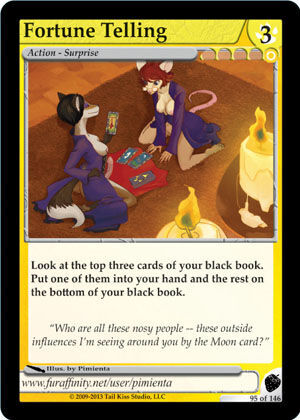 Fortune Telling
3
Action - Surprise
Look at the top three cards of your black book.
Put one of them into your hand and the rest on
the bottom of your black book.
"Who are all these nosy people -- these outside
influences I'm seeing around you by the Moon card?"
Illus. by Pimienta
www.furaffinity.net/user/pimienta
95 of 146
© 2009-2013 Tail Kiss Studio, LLC